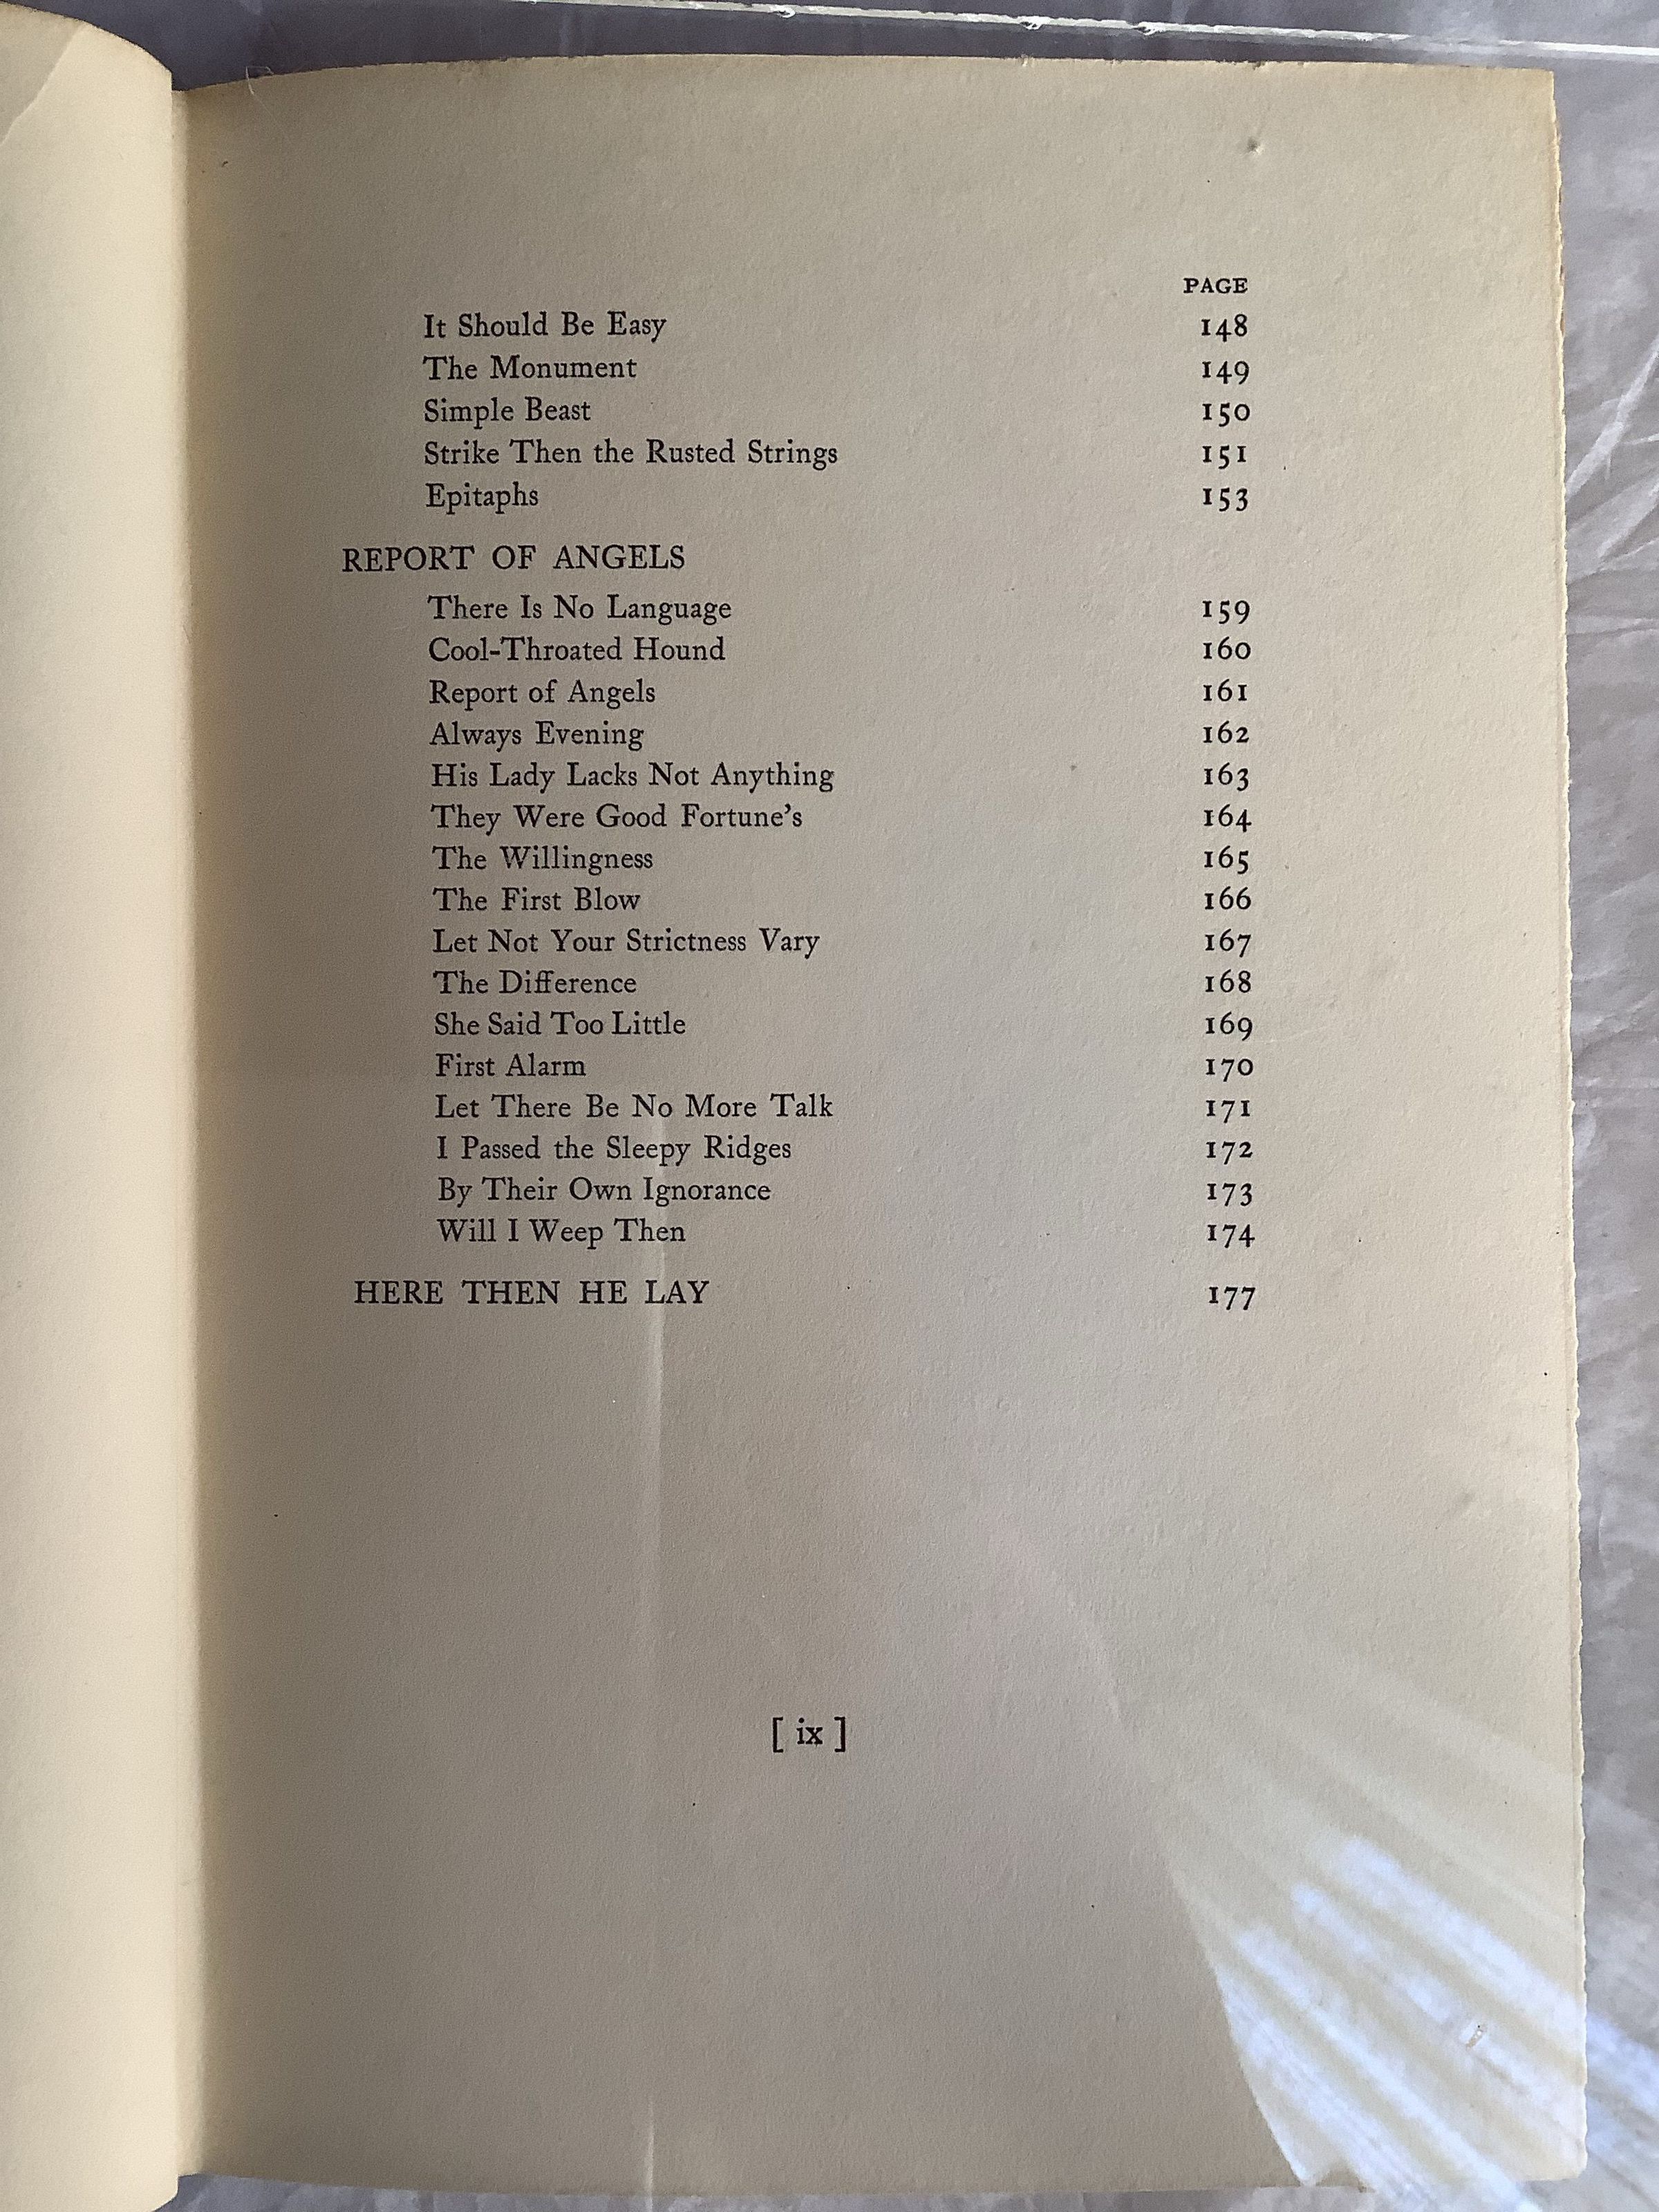 PAGE
It Should Be Easy 148
The Monument 149
Simple Beast 150
Strike Then the Rusted Strings 151
Epitaphs 153
REPORT OF ANGELS
There Is No Language 159
Cool-Throated Hound 160
Report of Angels 161
Always Evening 162
His Lady Lacks Not Anything 163
They Were Good Fortune’s 164
The Willingness 165
The First Blow 166
Let Not Your Strictness Vary 167
The Difference 168
She Said Too Little 169
First Alarm 170
Let There Be No More Talk 171
I Passed the Sleepy Ridges 172
By Their Own Ignorance 173
Will I Weep Then 174
HERE THEN HE LAY 177
[ ix ]